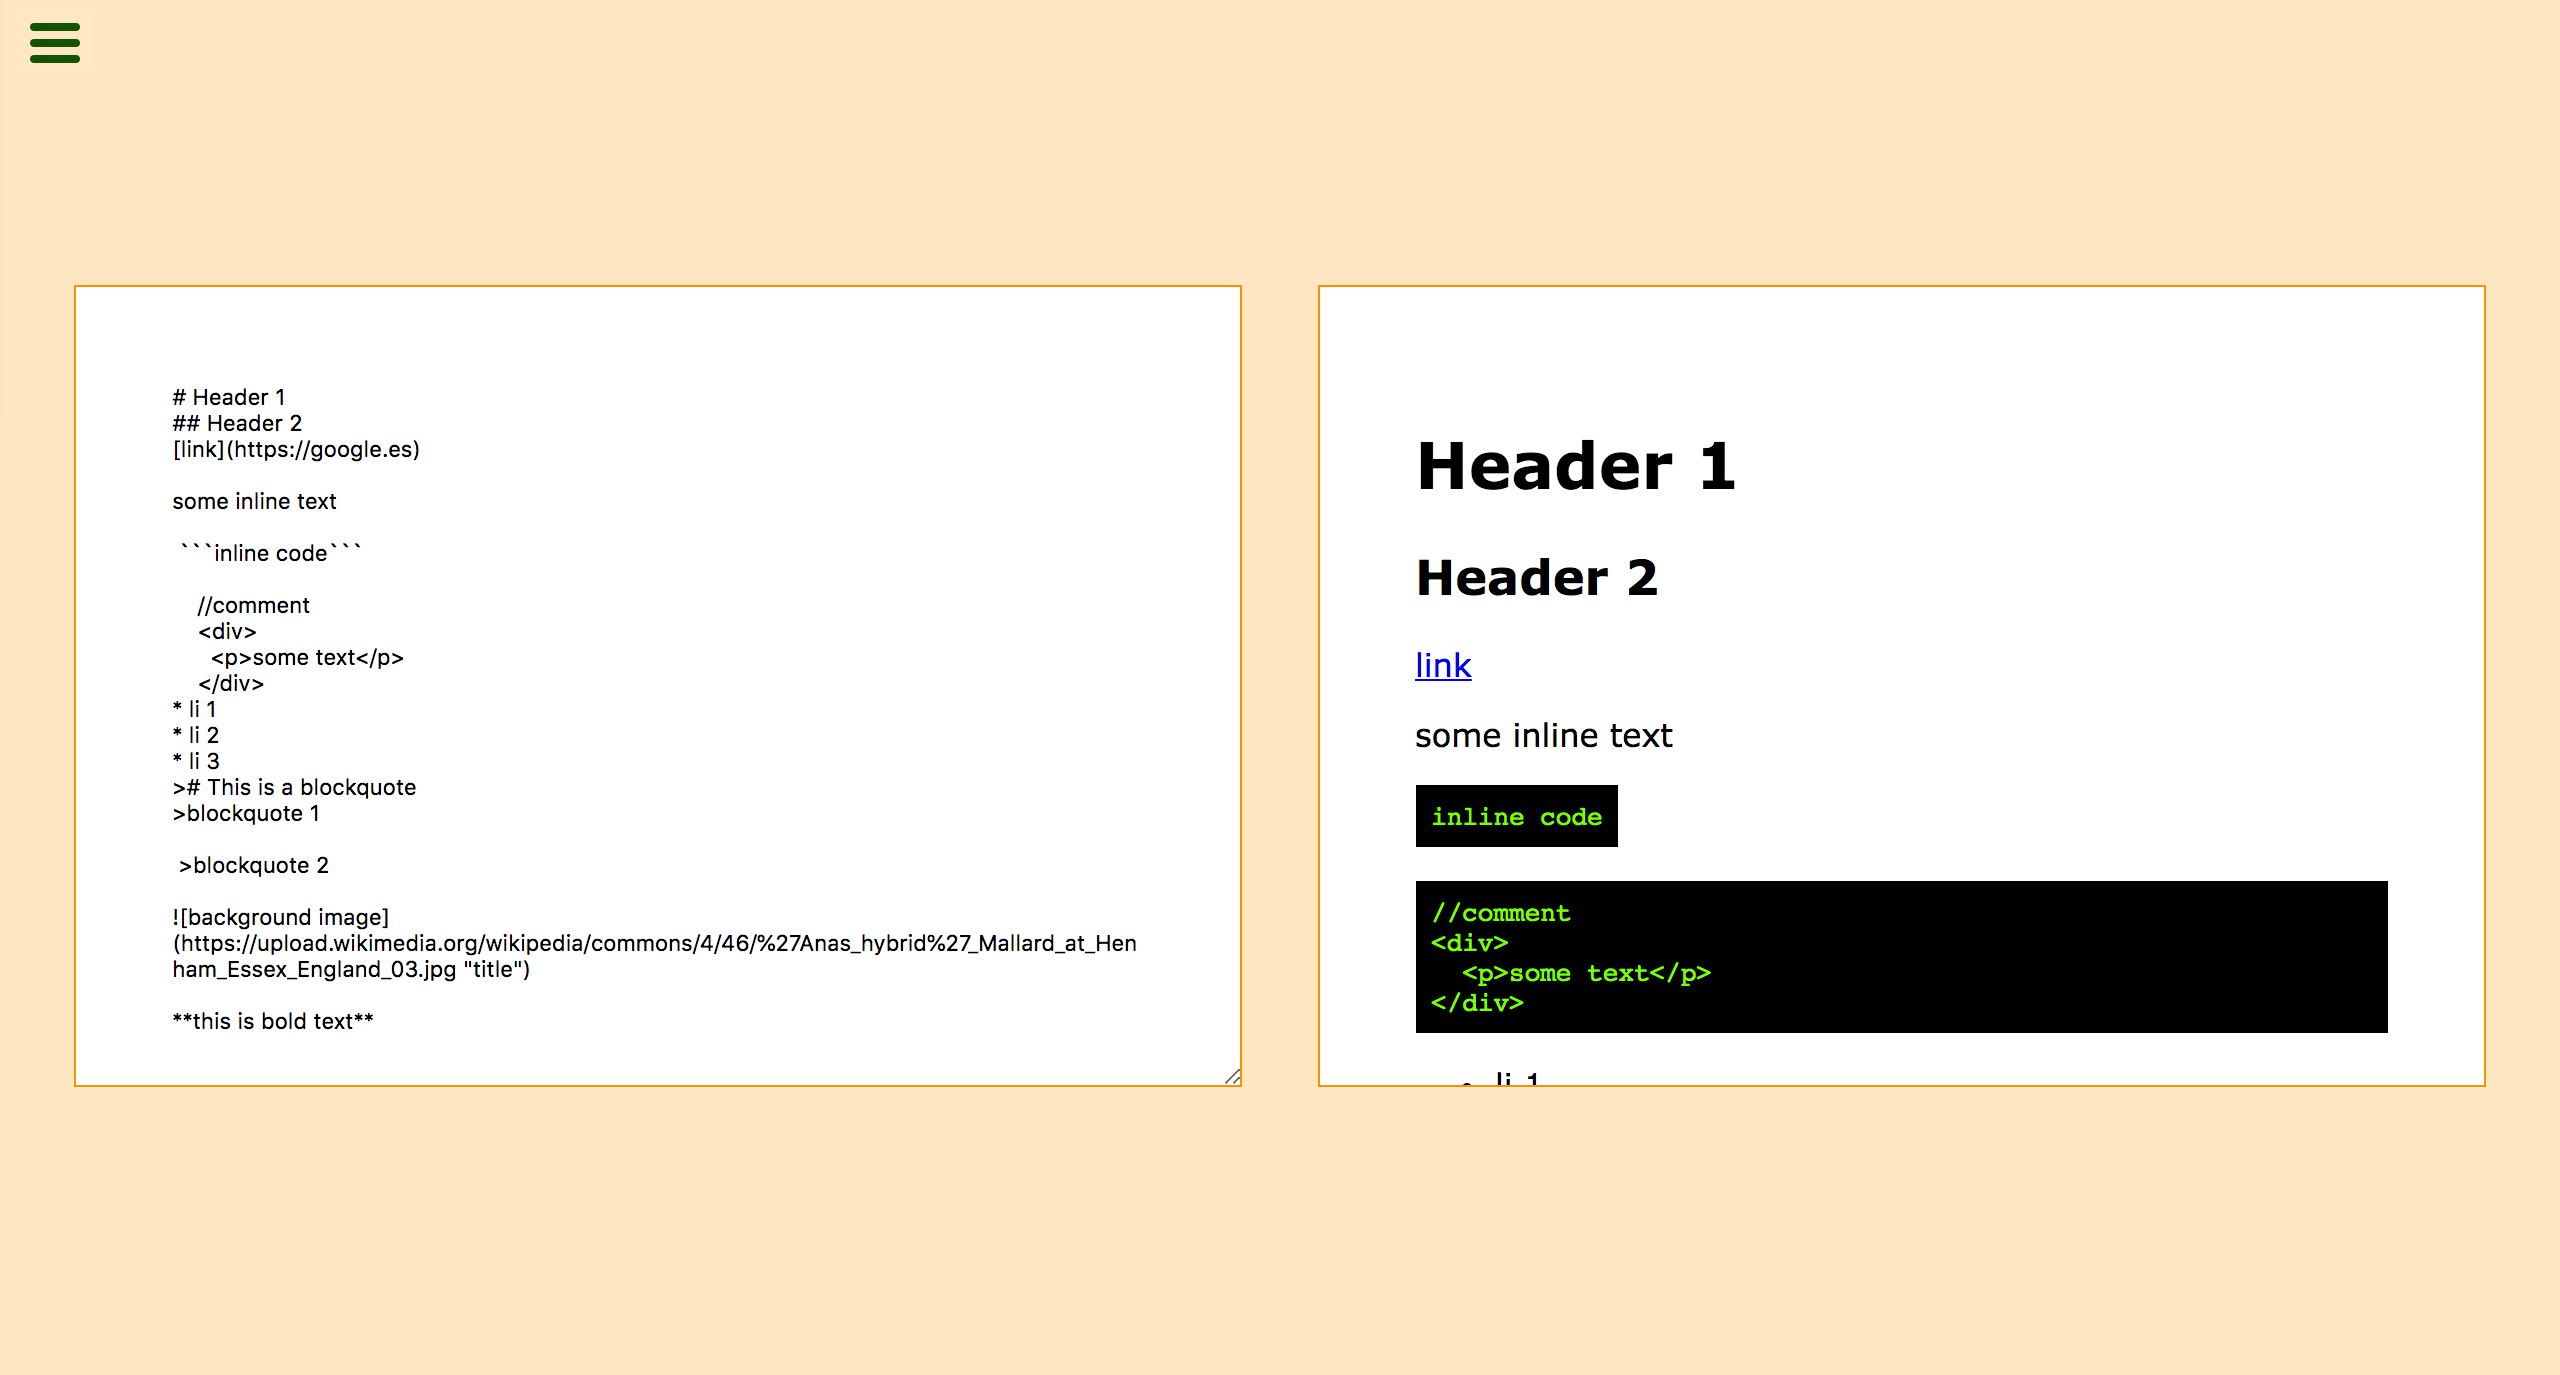 # Header 1
## Header 2
[link](https://google.es)
some inline text
```inline code```
//comment
<div>
<p>some text</p>
</div>
* li 1
* li 2
* li 3
># This is a blockquote
>blockquote 1
>blockquote 2
![background image]
(https://upload.wikimedia.org/wikipedia/commons/4/46/%27Anas_hybrid%27_Mallard_at_Hen
ham_Essex_England_03.jpg "title")
**this is bold text**
Header 1
Header 2
link
some inline text
inline code
//comment
<div>
<p>some text</p>
</div>
• li 1